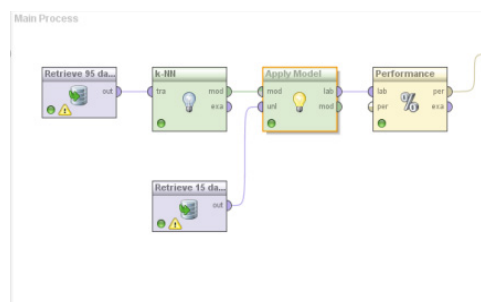 Main Process
Retrieve 95 da...
out
k-NN
tra
mod
exa
Apply Model
mod
unl
lab
mod
Performance
lab
per
per
exa
%
Retrieve 15 da...
out